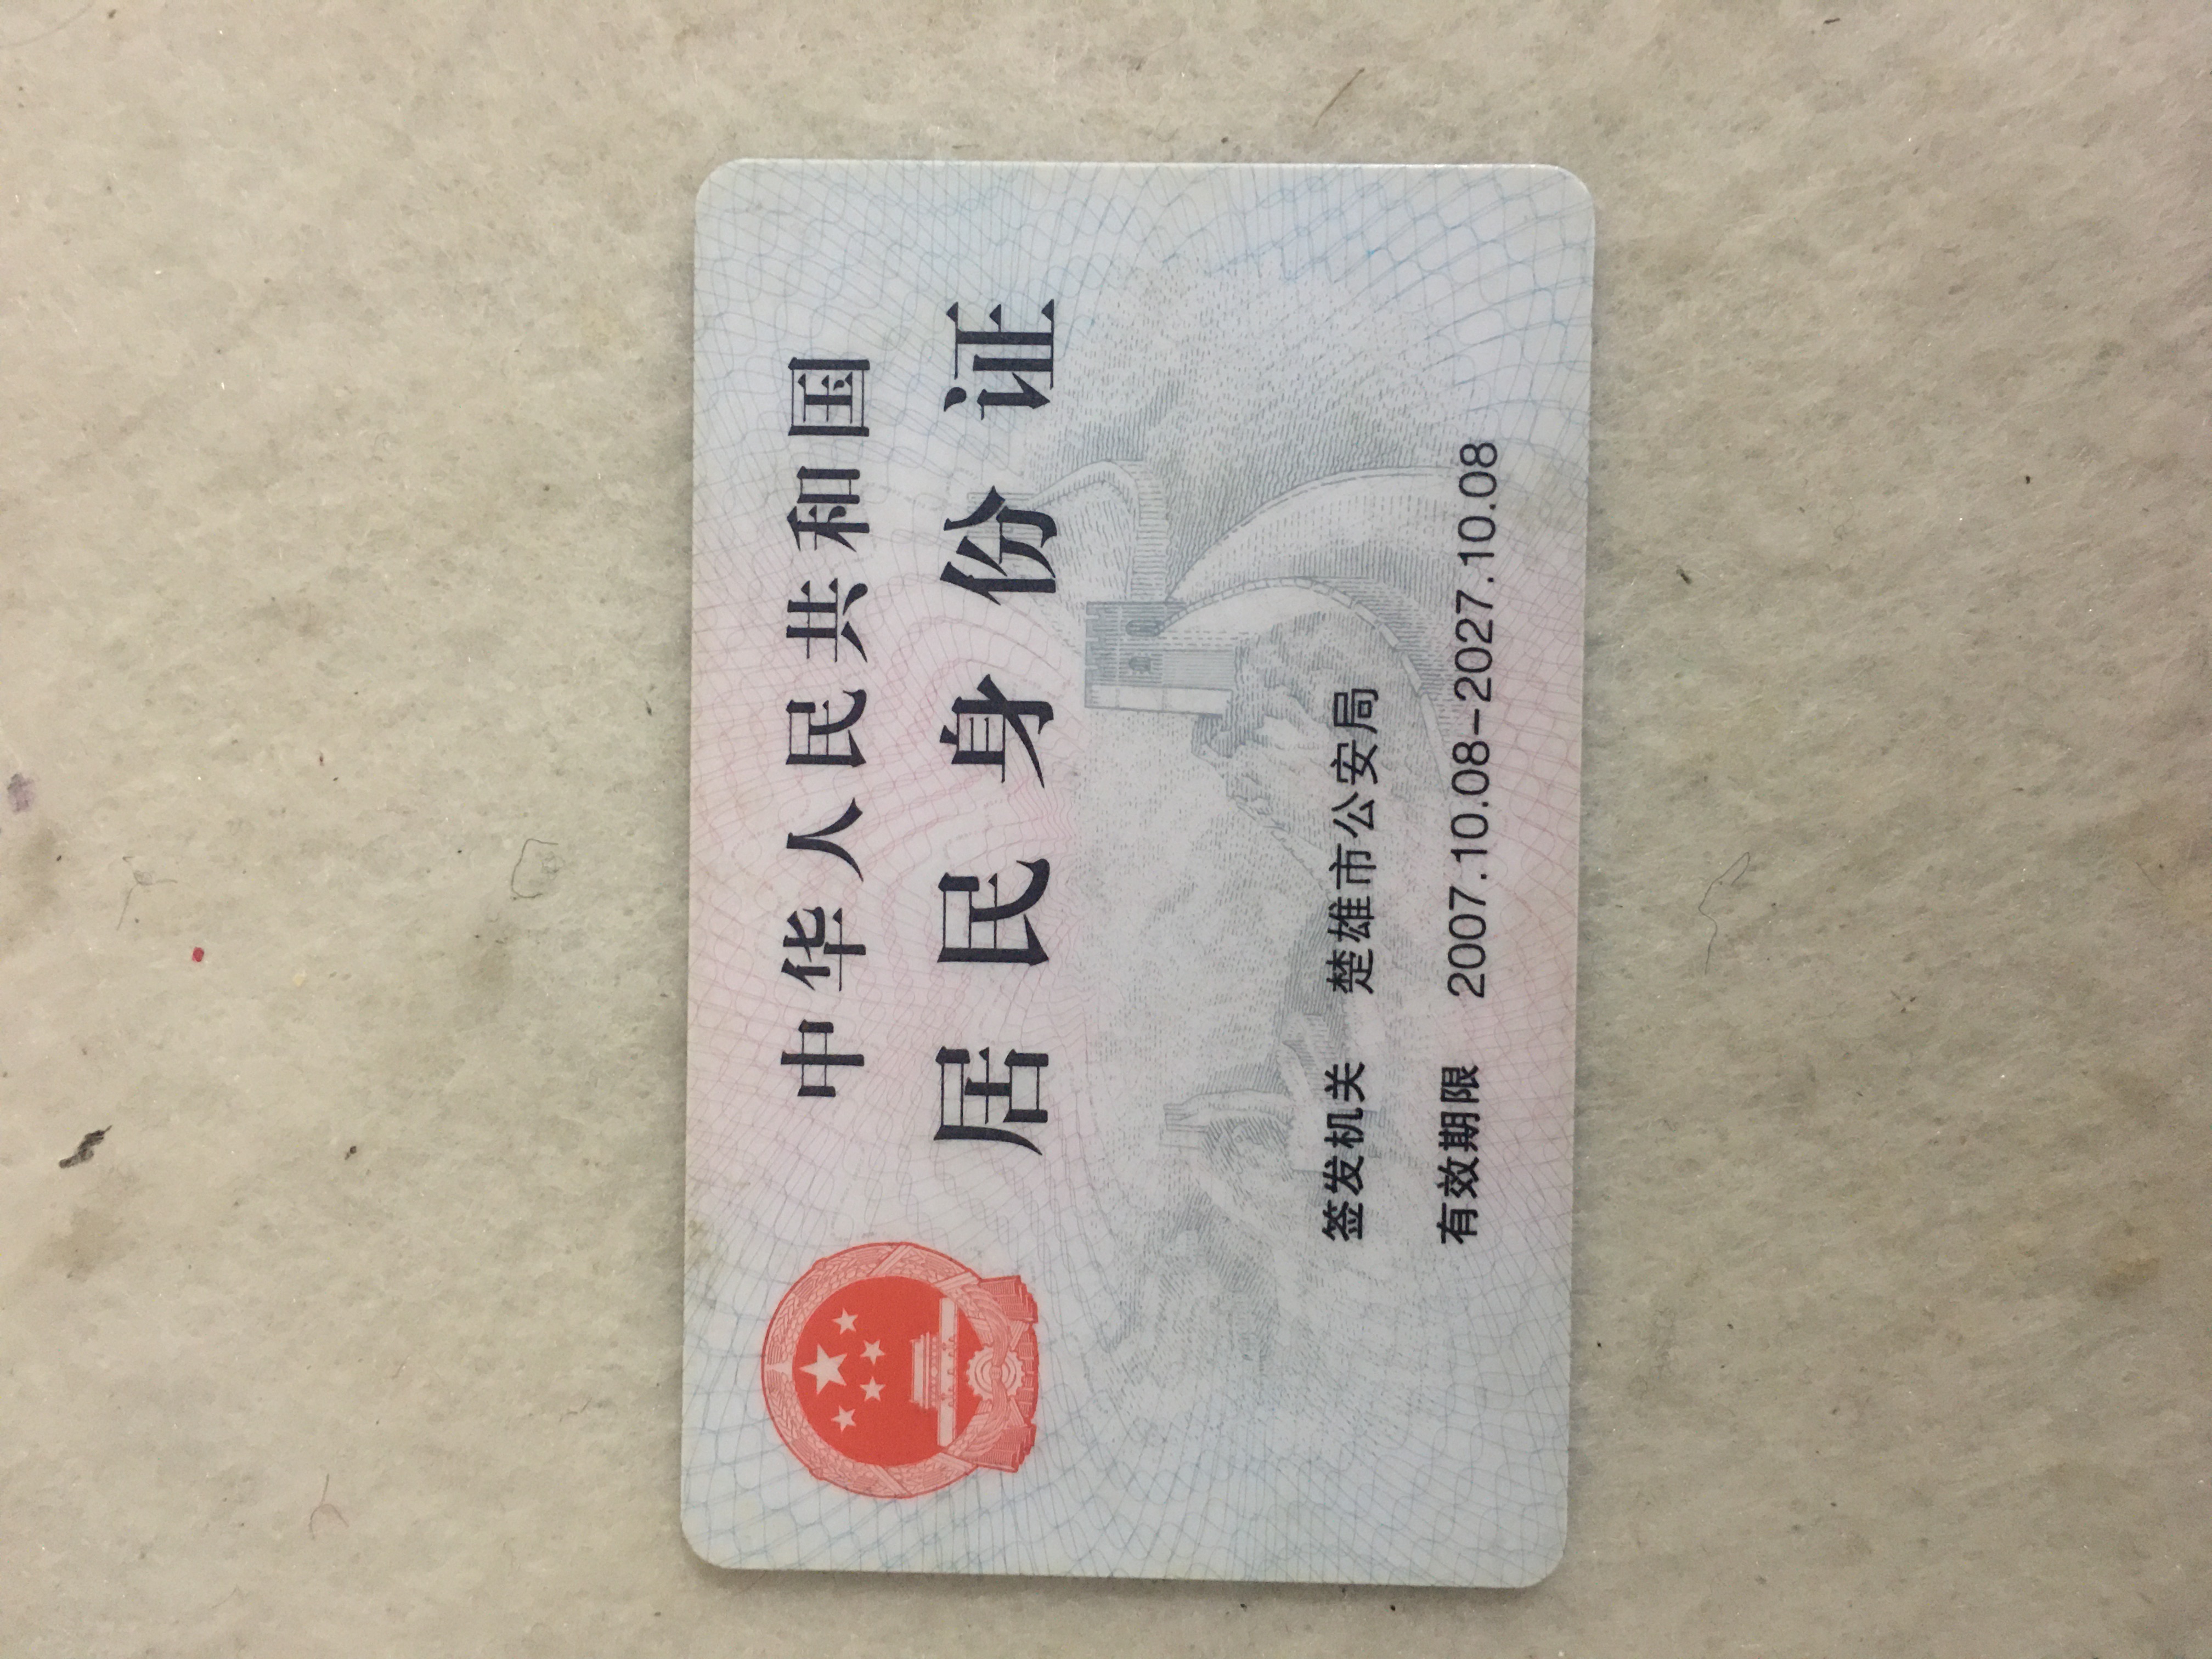 中华人民共和国
居民身份证
签发机关 楚雄市公安局
有效期限 2007.10.08-2027.10.08